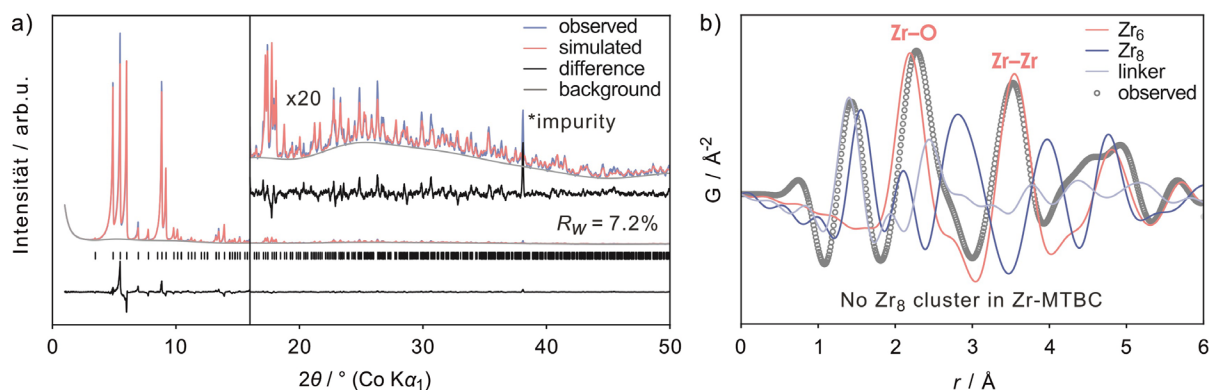 a)
Intensität / arb.u.
observed
simulated
difference
background
x20
*impurity
R_W = 7.2%
0
10
20
30
40
50
2θ / ° (Co Kα₁)
b)
G / Å⁻²
Zr–O
Zr–Zr
Zr₆
Zr₈
linker
observed
No Zr₈ cluster in Zr-MTBC
0
1
2
3
4
5
6
r / Å